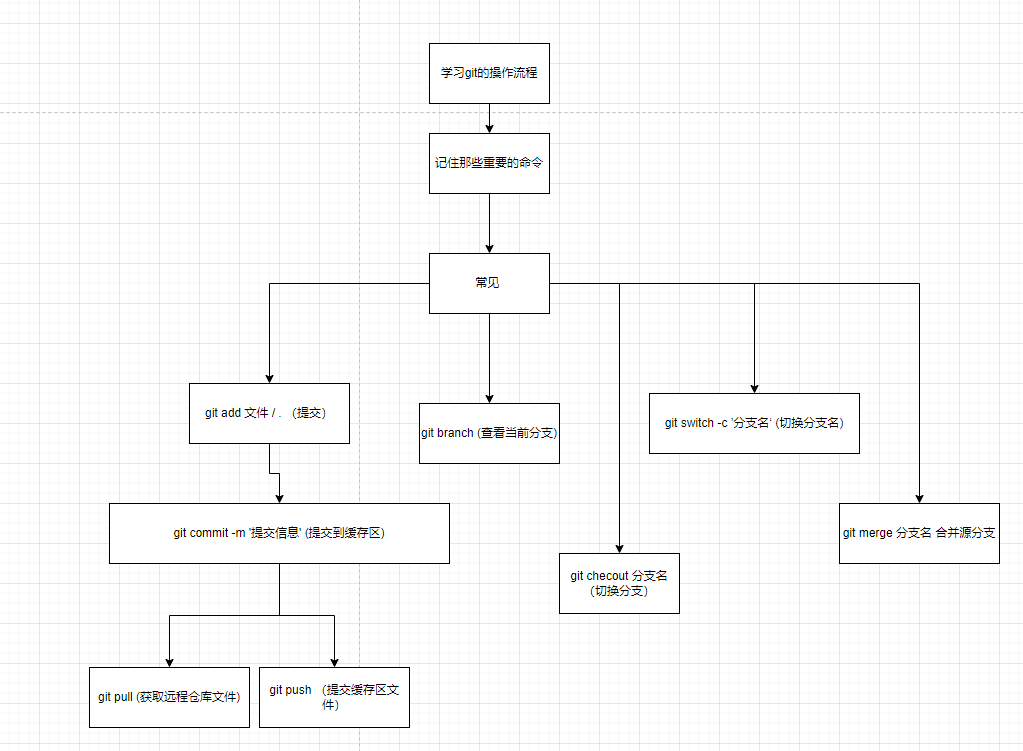 学习git的操作流程
记住那些重要的命令
常见
git add 文件 / . （提交）
git branch (查看当前分支)
git switch -c '分支名‘ (切换分支名)
git commit -m '提交信息' (提交到缓存区)
git merge 分支名 合并源分支
git checout 分支名
（切换分支）
git pull (获取远程仓库文件)
git push （提交缓存区文
件）